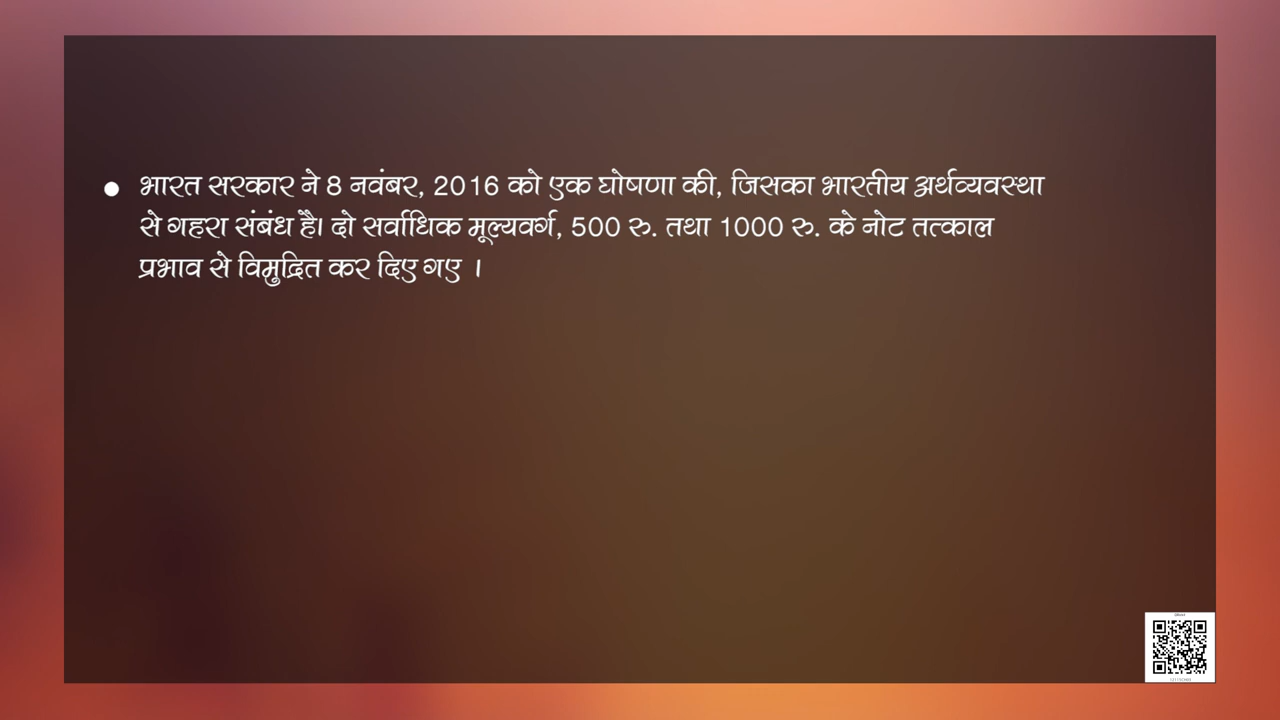 • भारत सरकार ने 8 नवंबर, 2016 को एक घोषणा की, जिसका भारतीय अर्थव्यवस्था
से गहरा संबंध है। दो सर्वाधिक मूल्यवर्ग, 500 रु. तथा 1000 रु. के नोट तत्काल
प्रभाव से विमुद्रित कर दिए गए ।